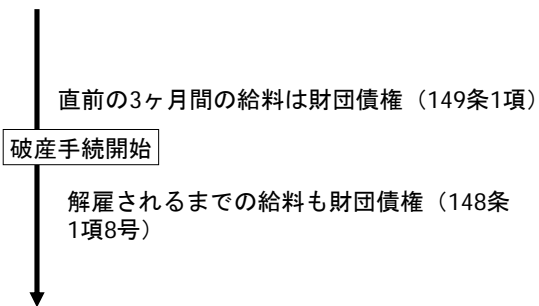 直前の3ヶ月間の給料は財団債権（149条1項）
破産手続開始
解雇されるまでの給料も財団債権（148条
1項8号）